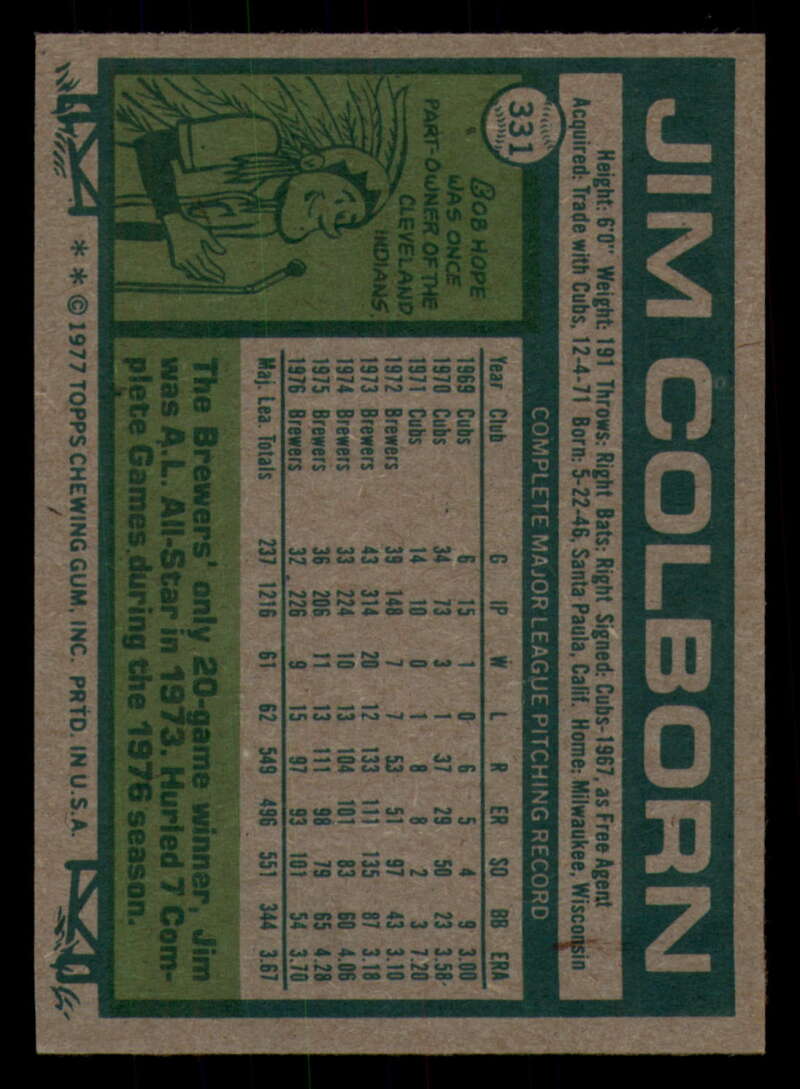 JIM COLBORN
331
Height: 6'0" Weight: 191 Throws: Right Bats: Right Signed: Cubs-1967, as Free Agent
Acquired: Trade with Cubs, 12-4-71 Born: 5-22-46, Santa Paula, Calif. Home: Milwaukee, Wisconsin
COMPLETE MAJOR LEAGUE PITCHING RECORD
Year Club G IP W L R ER SO BB ERA
1969 Cubs 6 15 1 0 6 5 4 9 3.00
1970 Cubs 34 73 3 1 37 29 50 23 3.58
1971 Cubs 14 10 0 1 8 8 2 3 7.20
1972 Brewers 39 148 7 7 53 51 97 43 3.10
1973 Brewers 43 314 20 12 133 111 135 87 3.18
1974 Brewers 33 224 10 13 104 101 83 60 4.06
1975 Brewers 36 206 11 13 111 98 79 65 4.28
1976 Brewers 32 226 9 15 97 93 101 54 3.70
Maj. Lea. Totals 237 1216 61 62 549 496 551 344 3.67
BOB HOPE
WAS ONCE
PART-OWNER OF THE
CLEVELAND
INDIANS.
The Brewers' only 20-game winner, Jim
was A.L. All-Star in 1973. Hurled 7 Com-
plete Games during the 1976 season.
* * © 1977 TOPPS CHEWING GUM, INC. PRTD. IN U.S.A.